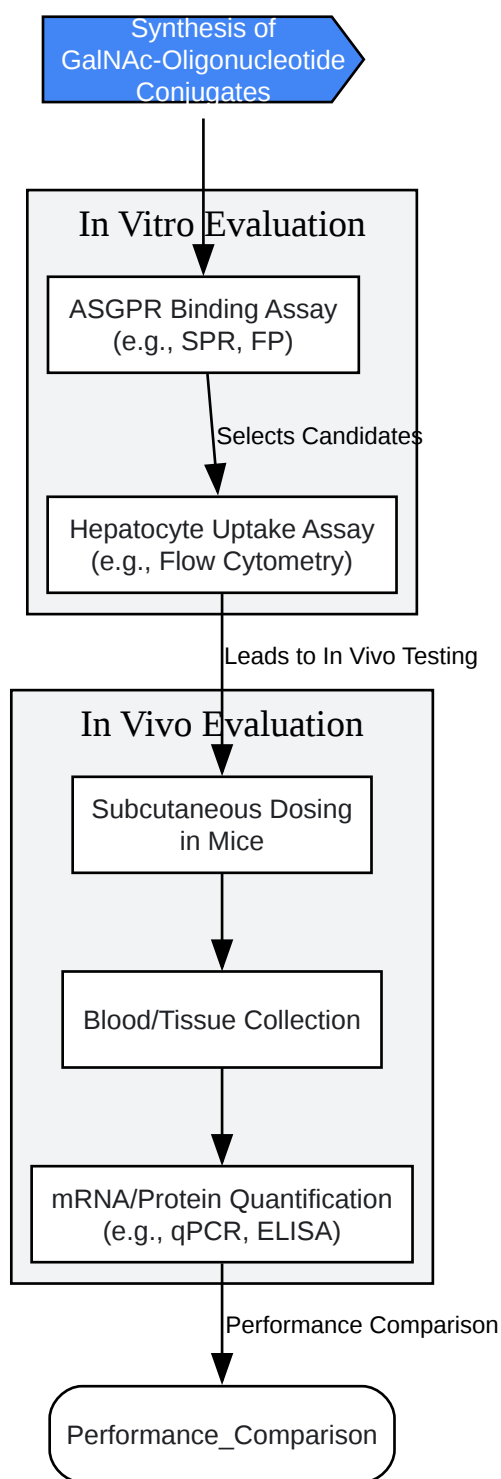 Synthesis of
GalNAc-Oligonucleotide
Conjugates
In Vitro Evaluation
ASGPR Binding Assay
(e.g., SPR, FP)
Selects Candidates
Hepatocyte Uptake Assay
(e.g., Flow Cytometry)
Leads to In Vivo Testing
In Vivo Evaluation
Subcutaneous Dosing
in Mice
Blood/Tissue Collection
mRNA/Protein Quantification
(e.g., qPCR, ELISA)
Performance Comparison
Performance_Comparison